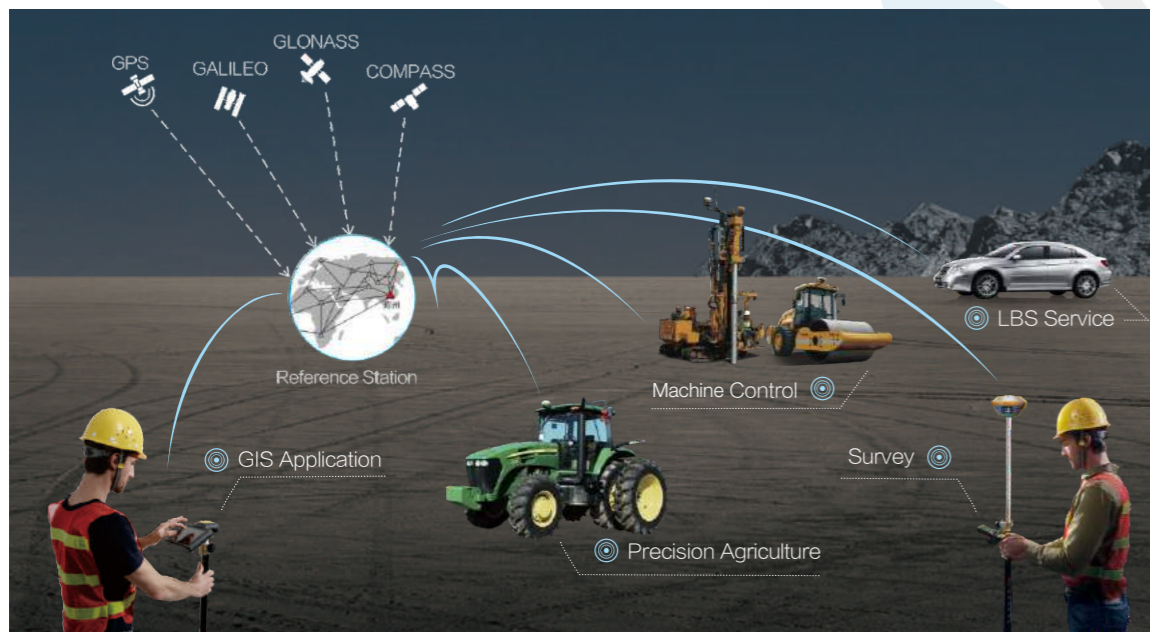 GLONASS
GPS
GALILEO
COMPASS
Reference Station
LBS Service
Machine Control
GIS Application
Survey
Precision Agriculture